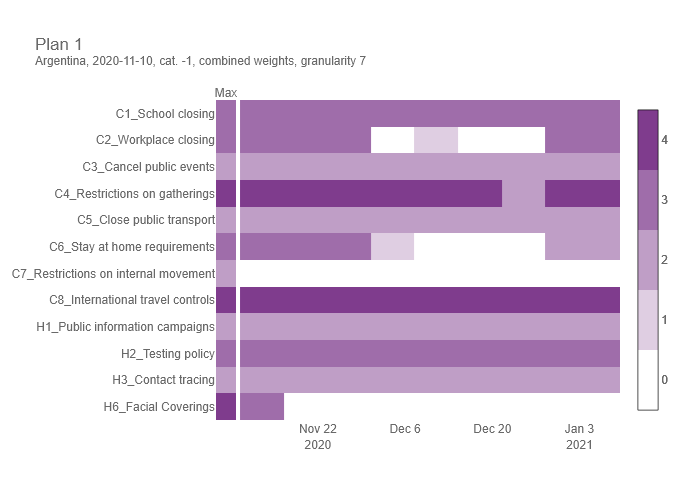 Plan 1
Argentina, 2020-11-10, cat. -1, combined weights, granularity 7
Max
C1_School closing
C2_Workplace closing
C3_Cancel public events
C4_Restrictions on gatherings
C5_Close public transport
C6_Stay at home requirements
C7_Restrictions on internal movement
C8_International travel controls
H1_Public information campaigns
H2_Testing policy
H3_Contact tracing
H6_Facial Coverings
Nov 22 Dec 6 Dec 20 Jan 3
2020 2021
4
3
2
1
0